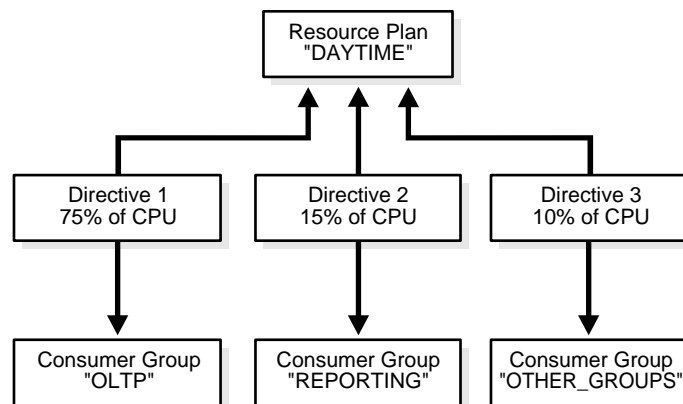 Resource Plan
"DAYTIME"
Directive 1
75% of CPU
Directive 2
15% of CPU
Directive 3
10% of CPU
Consumer Group
"OLTP"
Consumer Group
"REPORTING"
Consumer Group
"OTHER_GROUPS"